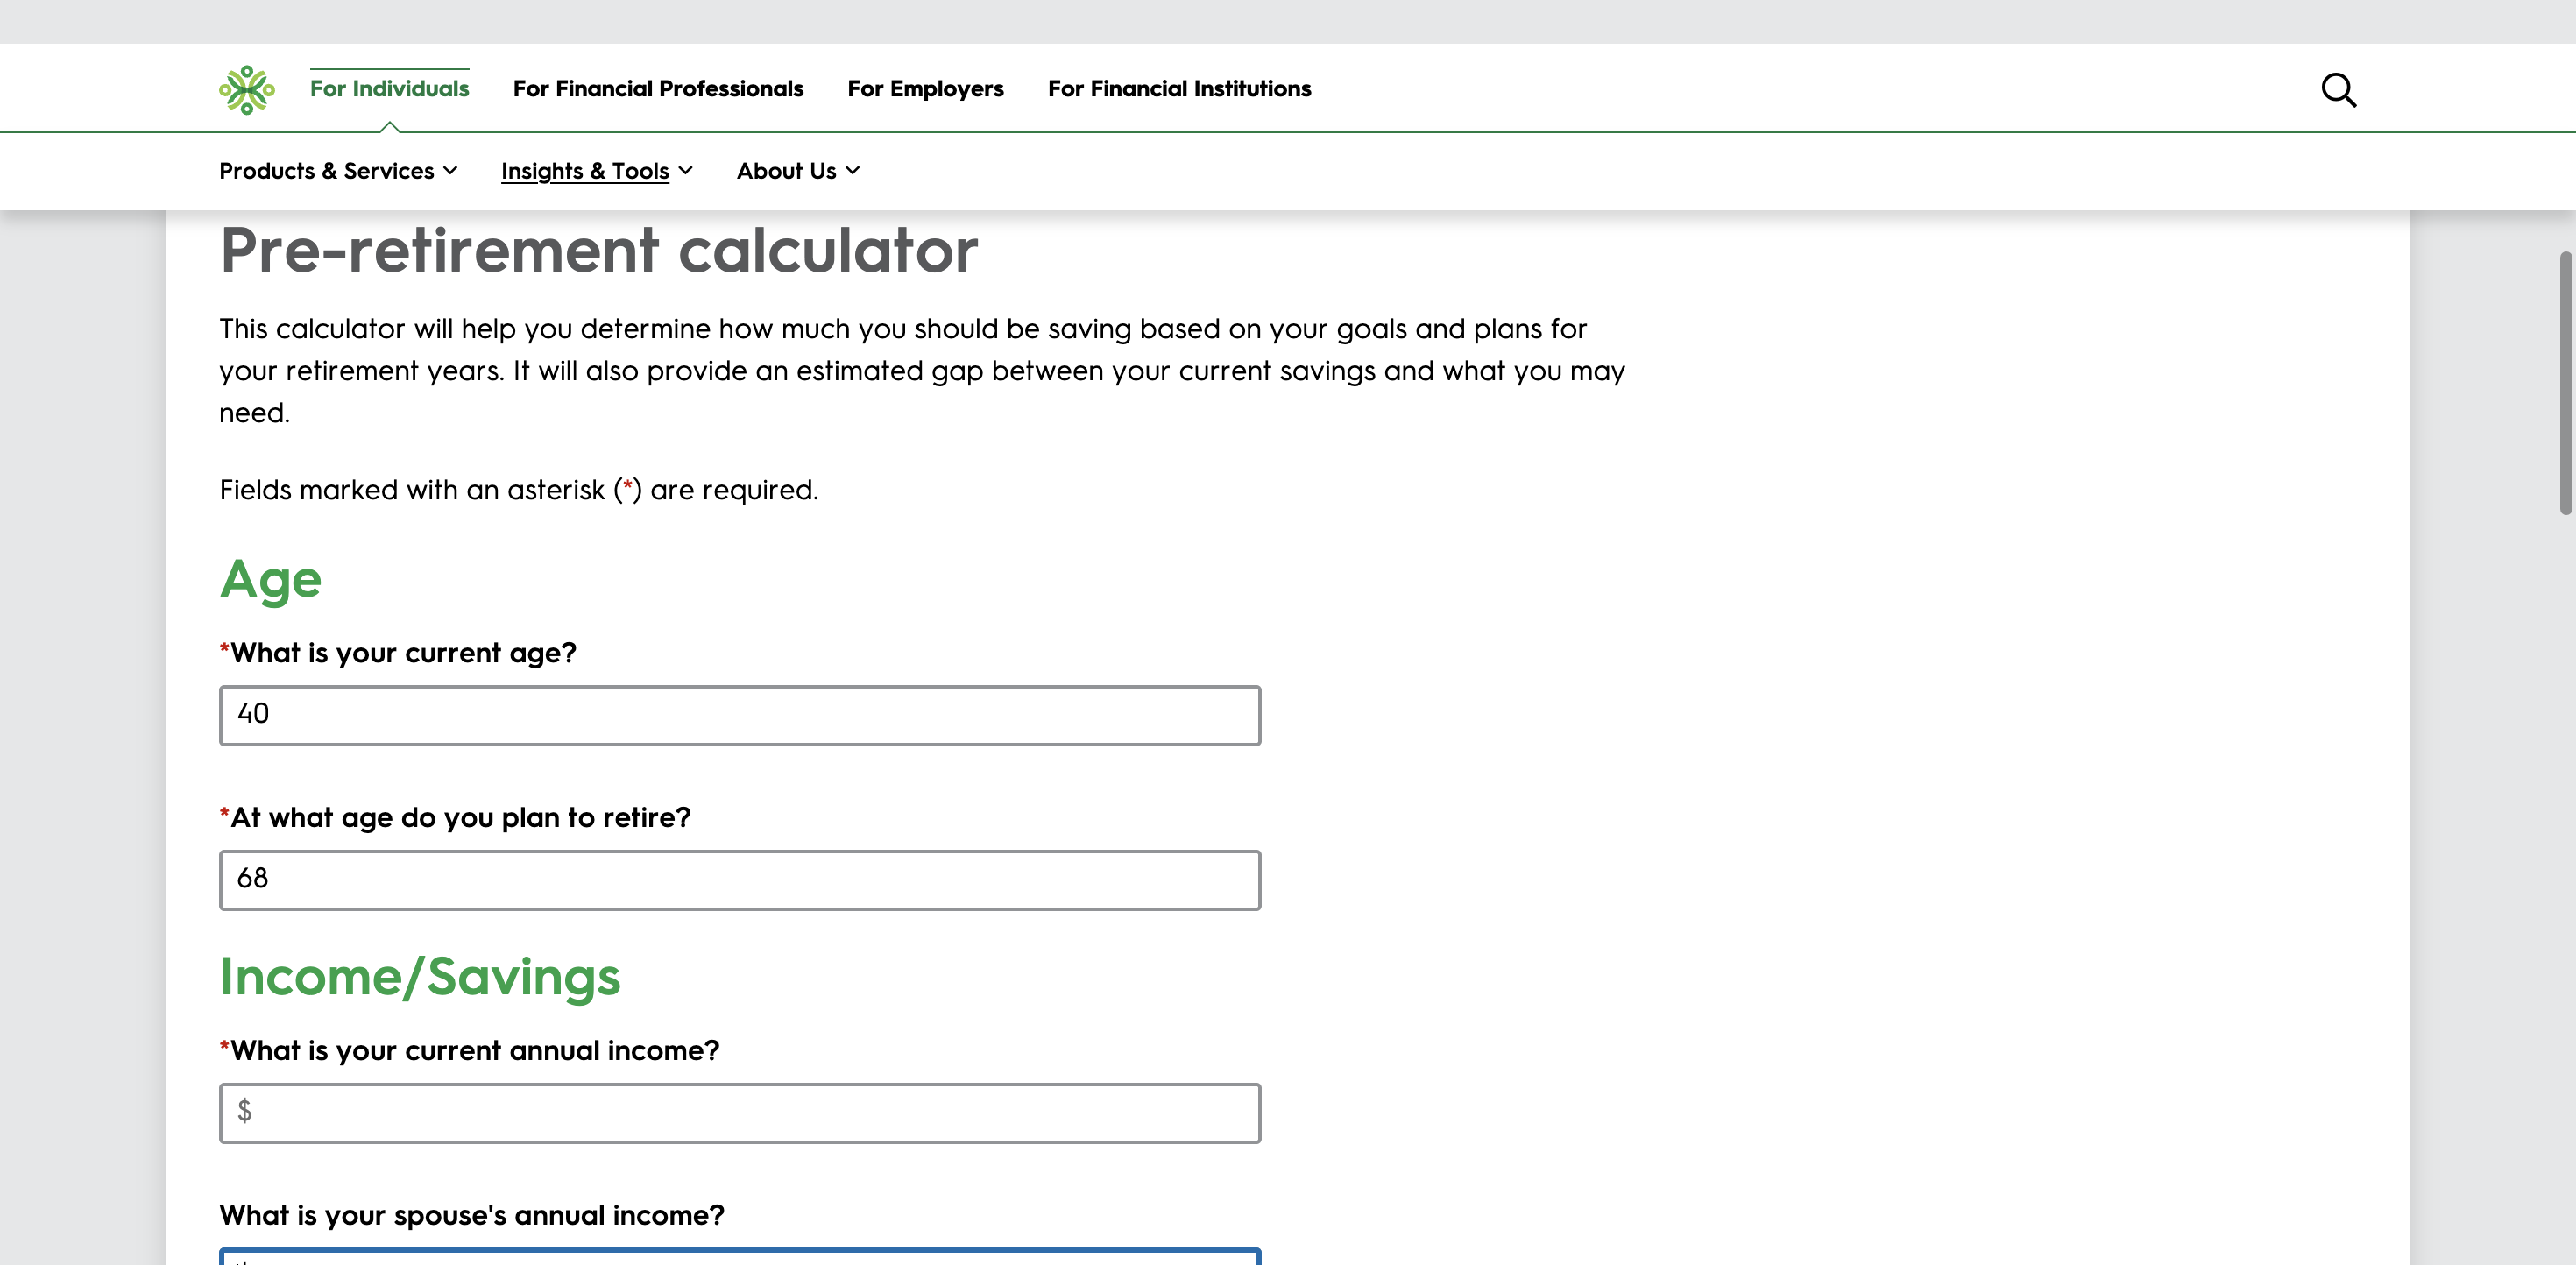 For Individuals
For Financial Professionals
For Employers
For Financial Institutions
Products & Services
Insights & Tools
About Us
Pre-retirement calculator
This calculator will help you determine how much you should be saving based on your goals and plans for
your retirement years. It will also provide an estimated gap between your current savings and what you may
need.
Fields marked with an asterisk (*) are required.
Age
*What is your current age?
40
*At what age do you plan to retire?
68
Income/Savings
*What is your current annual income?
$
What is your spouse's annual income?